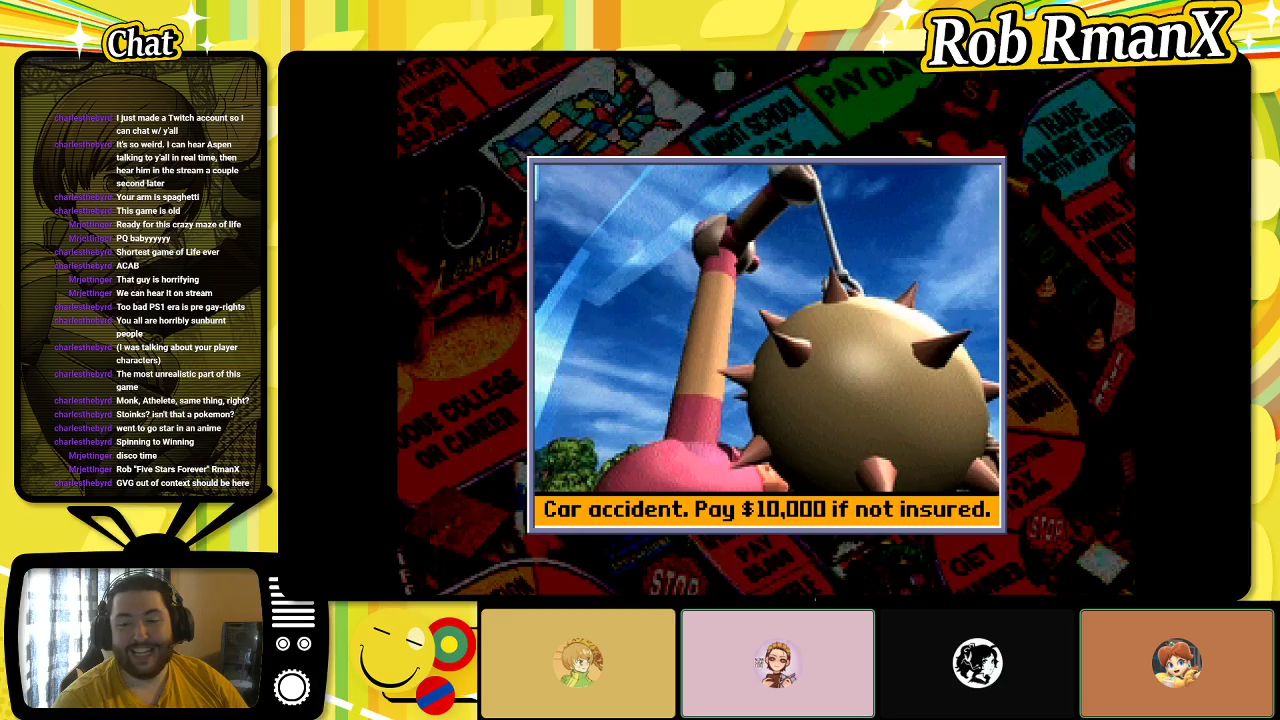 Chat
Rob RmanX
charlesthebyrd I just made a Twitch account so I
can chat w/ y'all
charlesthebyrd It's so weird. I can hear Aspen
talking to y'all in real time, then
hear him in the stream a couple
second later
charlesthebyrd Your arm is spaghetti
charlesthebyrd This game is old
Mrjettinger Ready for this crazy maze of life
Mrjettinger PQ babyyyyyy
charlesthebyrd Shortest game of Life ever
charlesthebyrd ACAB
Mrjettinger That guy is horrifying
Mrjettinger We can hear it on stream
charlesthebyrd Too bad PS1 era is pre gay-rights
charlesthebyrd You all are horribly sunburnt
people
charlesthebyrd (I was talking about your player
characters)
charlesthebyrd The most unrealistic part of this
game
charlesthebyrd Monk, Athelete, same thing, right?
charlesthebyrd Stoinks? isn't that a pokemon?
charlesthebyrd went to go star in an anime
charlesthebyrd Spinning to Winning
Mrjettinger disco time
Mrjettinger Rob "Five Stars Forever" RmanX
charlesthebyrd GVG out of context should be here
PAY
Car accident. Pay $10,000 if not insured.
STOP
STOP
PAY
GET